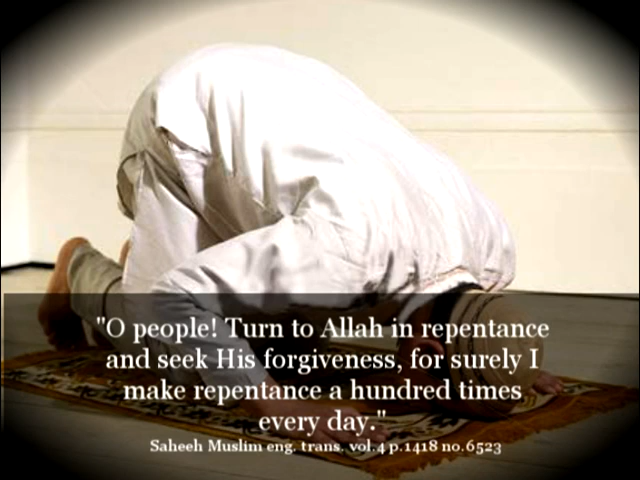 "O people! Turn to Allah in repentance
and seek His forgiveness, for surely I
make repentance a hundred times
every day."
Saheeh Muslim eng. trans. vol.4 p.1418 no.6523